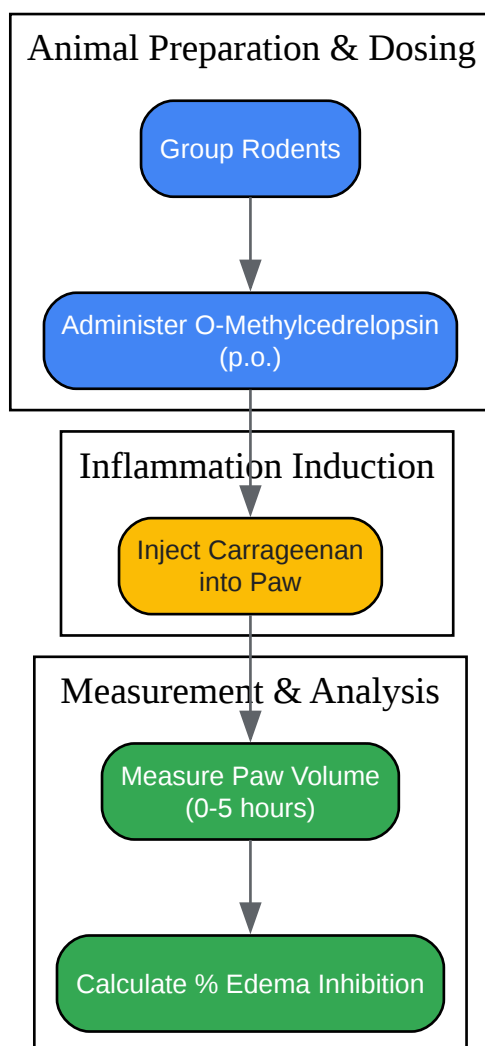 Animal Preparation & Dosing
Group Rodents
Administer O-Methylcedrelopsin
(p.o.)
Inflammation Induction
Inject Carrageenan
into Paw
Measurement & Analysis
Measure Paw Volume
(0-5 hours)
Calculate % Edema Inhibition